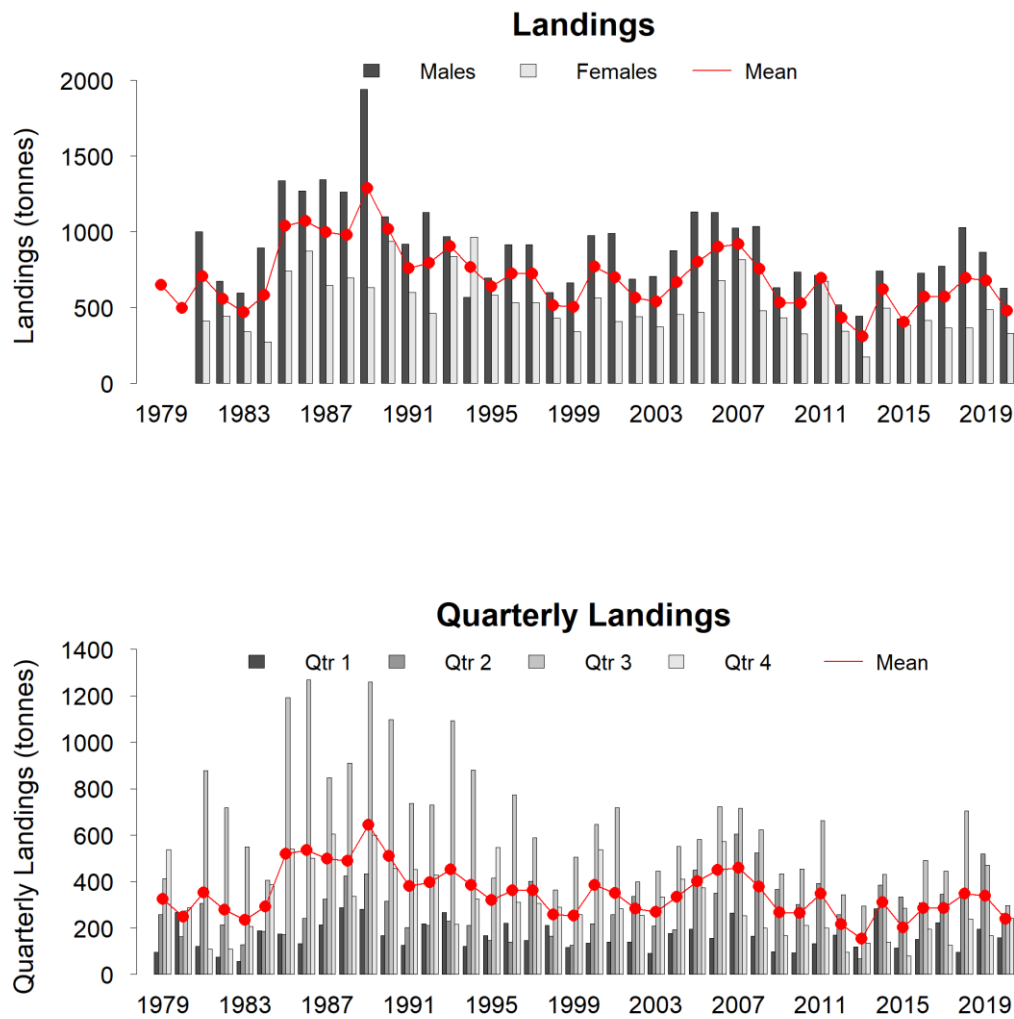 Landings
Males Females Mean
Landings (tonnes)
2000
1500
1000
500
0
1979 1983 1987 1991 1995 1999 2003 2007 2011 2015 2019
Quarterly Landings
Qtr 1 Qtr 2 Qtr 3 Qtr 4 Mean
Quarterly Landings (tonnes)
1400
1200
1000
800
600
400
200
0
1979 1983 1987 1991 1995 1999 2003 2007 2011 2015 2019